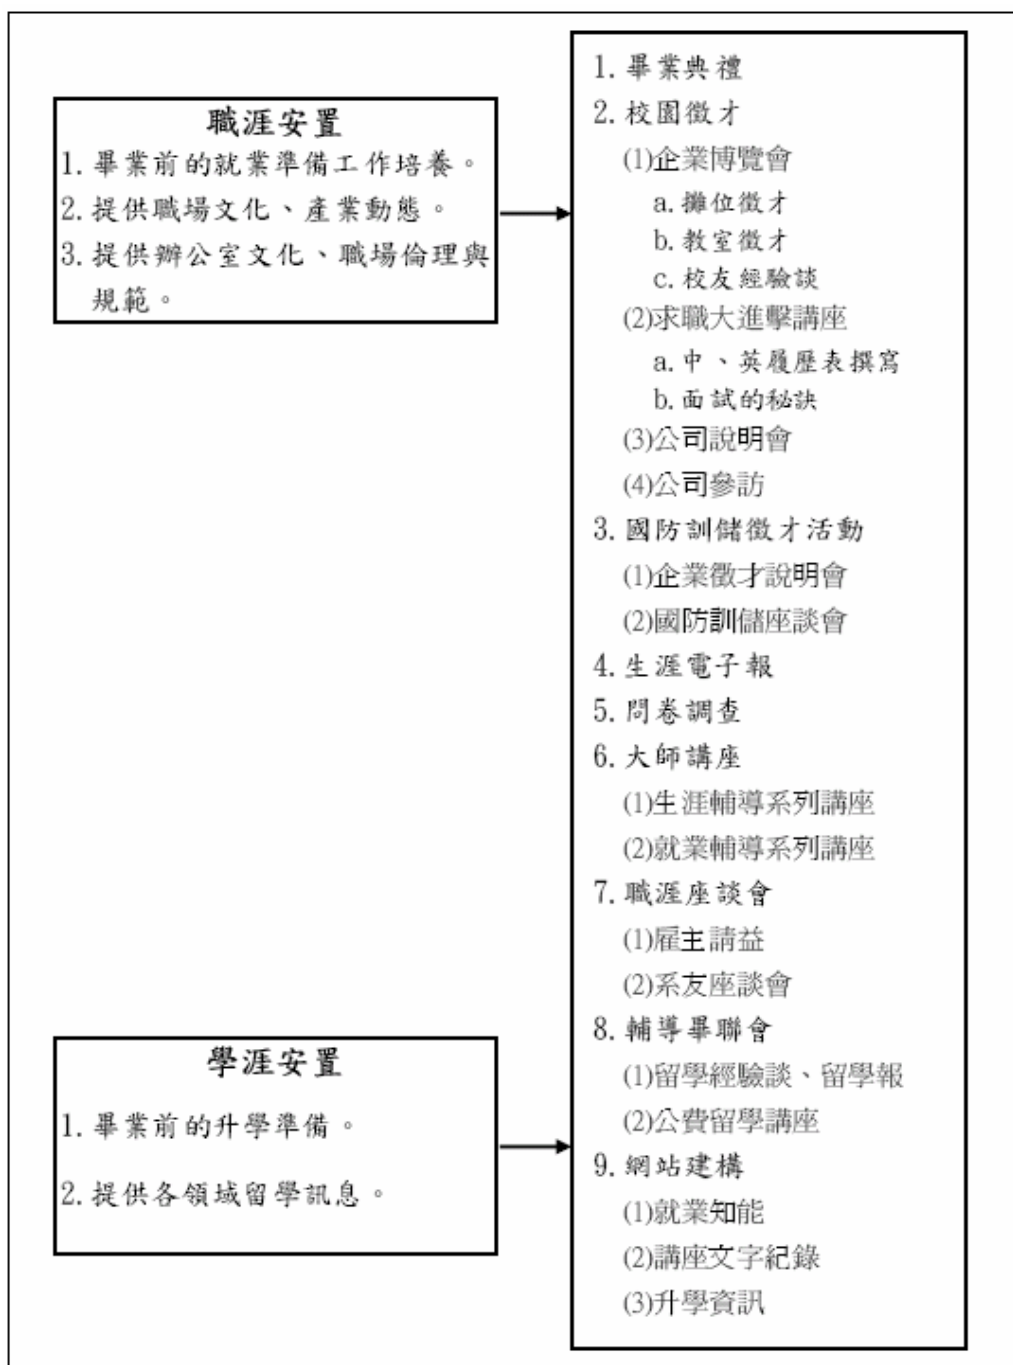 職涯安置
1. 畢業前的就業準備工作培養。
2. 提供職場文化、產業動態。
3. 提供辦公室文化、職場倫理與
規範。
學涯安置
1. 畢業前的升學準備。
2. 提供各領域留學訊息。
1. 畢業典禮
2. 校園徵才
(1)企業博覽會
a. 攤位徵才
b. 教室徵才
c. 校友經驗談
(2)求職大進擊講座
a. 中、英履歷表撰寫
b. 面試的秘訣
(3)公司說明會
(4)公司參訪
3. 國防訓儲徵才活動
(1)企業徵才說明會
(2)國防訓儲座談會
4. 生涯電子報
5. 問卷調查
6. 大師講座
(1)生涯輔導系列講座
(2)就業輔導系列講座
7. 職涯座談會
(1)雇主請益
(2)系友座談會
8. 輔導畢聯會
(1)留學經驗談、留學報
(2)公費留學講座
9. 網站建構
(1)就業知能
(2)講座文字紀錄
(3)升學資訊